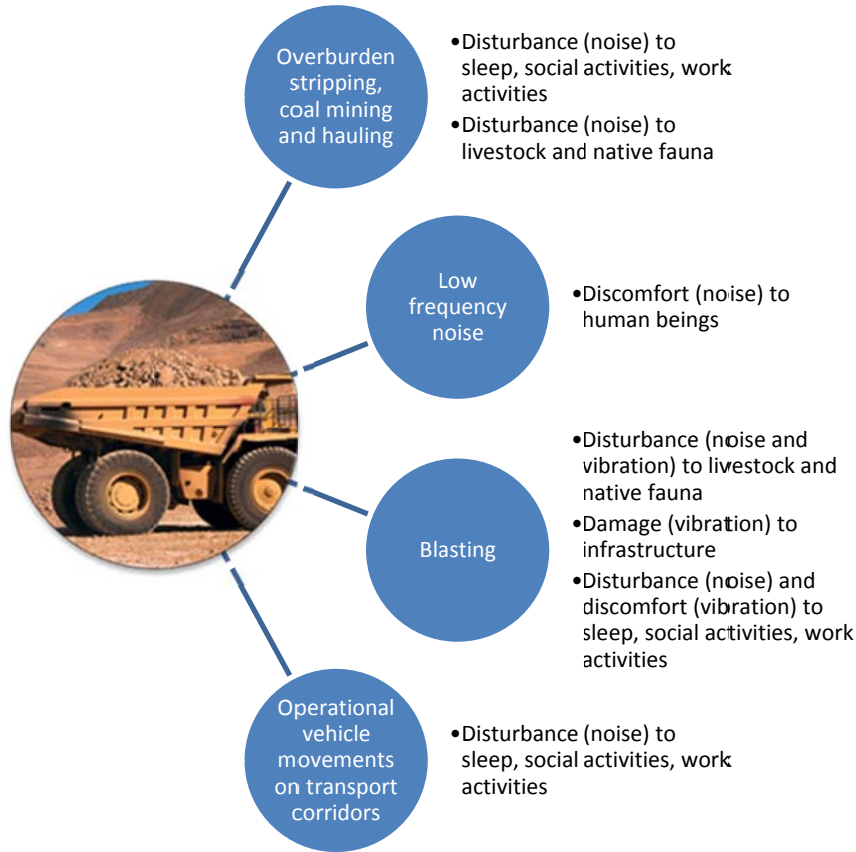 Overburden
stripping,
coal mining
and hauling
•Disturbance (noise) to
sleep, social activities, work
activities
•Disturbance (noise) to
livestock and native fauna
Low
frequency
noise
•Discomfort (noise) to
human beings
Blasting
•Disturbance (noise and
vibration) to livestock and
native fauna
•Damage (vibration) to
infrastructure
•Disturbance (noise) and
discomfort (vibration) to
sleep, social activities, work
activities
Operational
vehicle
movements
on transport
corridors
•Disturbance (noise) to
sleep, social activities, work
activities